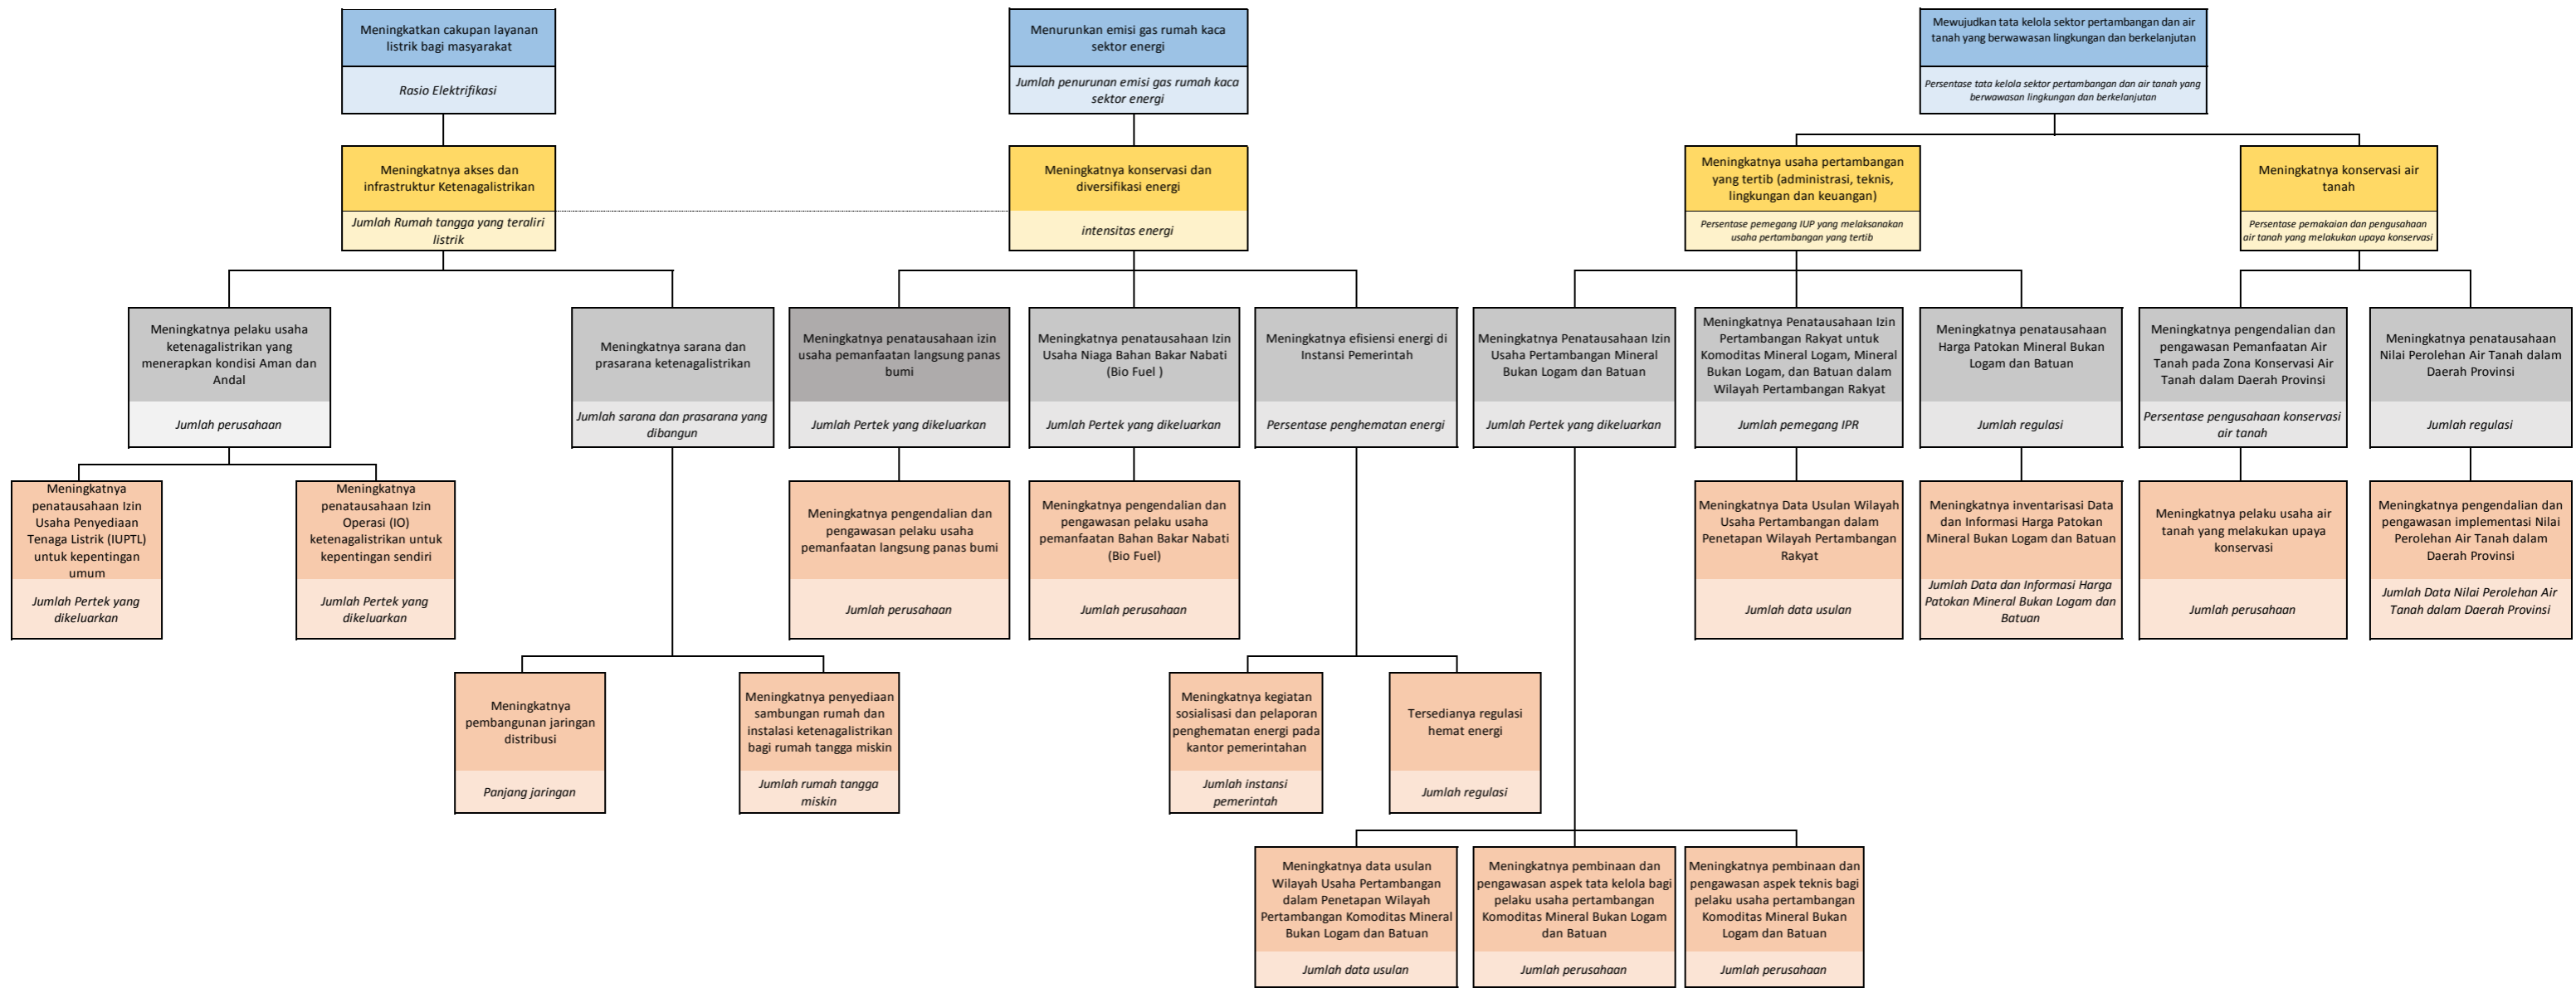 Meningkatkan cakupan layanan
listrik bagi masyarakat
Rasio Elektrifikasi
Menurunkan emisi gas rumah kaca
sektor energi
Jumlah penurunan emisi gas rumah kaca
sektor energi
Mewujudkan tata kelola sektor pertambangan dan air
tanah yang berwawasan lingkungan dan berkelanjutan
Persentase tata kelola sektor pertambangan dan air tanah yang
berwawasan lingkungan dan berkelanjutan
Meningkatnya akses dan
infrastruktur Ketenagalistrikan
Jumlah Rumah tangga yang teraliri
listrik
Meningkatnya konservasi dan
diversifikasi energi
intensitas energi
Meningkatnya usaha pertambangan
yang tertib (administrasi, teknis,
lingkungan dan keuangan)
Persentase pemegang IUP yang melaksanakan
usaha pertambangan yang tertib
Meningkatnya konservasi air
tanah
Persentase pemakaian dan pengusahaan
air tanah yang melakukan upaya konservasi
Meningkatnya pelaku usaha
ketenagalistrikan yang
menerapkan kondisi Aman dan
Andal
Jumlah perusahaan
Meningkatnya sarana dan
prasarana ketenagalistrikan
Jumlah sarana dan prasarana yang
dibangun
Meningkatnya penatausahaan izin
usaha pemanfaatan langsung panas
bumi
Jumlah Pertek yang dikeluarkan
Meningkatnya penatausahaan Izin
Usaha Niaga Bahan Bakar Nabati
(Bio Fuel )
Jumlah Pertek yang dikeluarkan
Meningkatnya efisiensi energi di
Instansi Pemerintah
Persentase penghematan energi
Meningkatnya Penatausahaan Izin
Usaha Pertambangan Mineral
Bukan Logam dan Batuan
Jumlah Pertek yang dikeluarkan
Meningkatnya Penatausahaan Izin
Pertambangan Rakyat untuk
Komoditas Mineral Logam, Mineral
Bukan Logam, dan Batuan dalam
Wilayah Pertambangan Rakyat
Jumlah pemegang IPR
Meningkatnya penatausahaan
Harga Patokan Mineral Bukan
Logam dan Batuan
Jumlah regulasi
Meningkatnya pengendalian dan
pengawasan Pemanfaatan Air
Tanah pada Zona Konservasi Air
Tanah dalam Daerah Provinsi
Persentase pengusahaan konservasi
air tanah
Meningkatnya penatausahaan
Nilai Perolehan Air Tanah dalam
Daerah Provinsi
Jumlah regulasi
Meningkatnya
penatausahaan Izin
Usaha Penyediaan
Tenaga Listrik (IUPTL)
untuk kepentingan
umum
Jumlah Pertek yang
dikeluarkan
Meningkatnya
penatausahaan Izin
Operasi (IO)
ketenagalistrikan untuk
kepentingan sendiri
Jumlah Pertek yang
dikeluarkan
Meningkatnya pengendalian dan
pengawasan pelaku usaha
pemanfaatan langsung panas bumi
Jumlah perusahaan
Meningkatnya pengendalian dan
pengawasan pelaku usaha
pemanfaatan Bahan Bakar Nabati
(Bio Fuel)
Jumlah perusahaan
Meningkatnya Data Usulan Wilayah
Usaha Pertambangan dalam
Penetapan Wilayah Pertambangan
Rakyat
Jumlah data usulan
Meningkatnya inventarisasi Data
dan Informasi Harga Patokan
Mineral Bukan Logam dan Batuan
Jumlah Data dan Informasi Harga
Patokan Mineral Bukan Logam dan
Batuan
Meningkatnya pelaku usaha air
tanah yang melakukan upaya
konservasi
Jumlah perusahaan
Meningkatnya pengendalian dan
pengawasan implementasi Nilai
Perolehan Air Tanah dalam
Daerah Provinsi
Jumlah Data Nilai Perolehan Air
Tanah dalam Daerah Provinsi
Meningkatnya
pembangunan jaringan
distribusi
Panjang jaringan
Meningkatnya penyediaan
sambungan rumah dan
instalasi ketenagalistrikan
bagi rumah tangga miskin
Jumlah rumah tangga
miskin
Meningkatnya kegiatan
sosialisasi dan pelaporan
penghematan energi pada
kantor pemerintahan
Jumlah instansi
pemerintah
Tersedianya regulasi
hemat energi
Jumlah regulasi
Meningkatnya data usulan
Wilayah Usaha Pertambangan
dalam Penetapan Wilayah
Pertambangan Komoditas Mineral
Bukan Logam dan Batuan
Jumlah data usulan
Meningkatnya pembinaan dan
pengawasan aspek tata kelola bagi
pelaku usaha pertambangan
Komoditas Mineral Bukan Logam
dan Batuan
Jumlah perusahaan
Meningkatnya pembinaan dan
pengawasan aspek teknis bagi
pelaku usaha pertambangan
Komoditas Mineral Bukan
Logam dan Batuan
Jumlah perusahaan